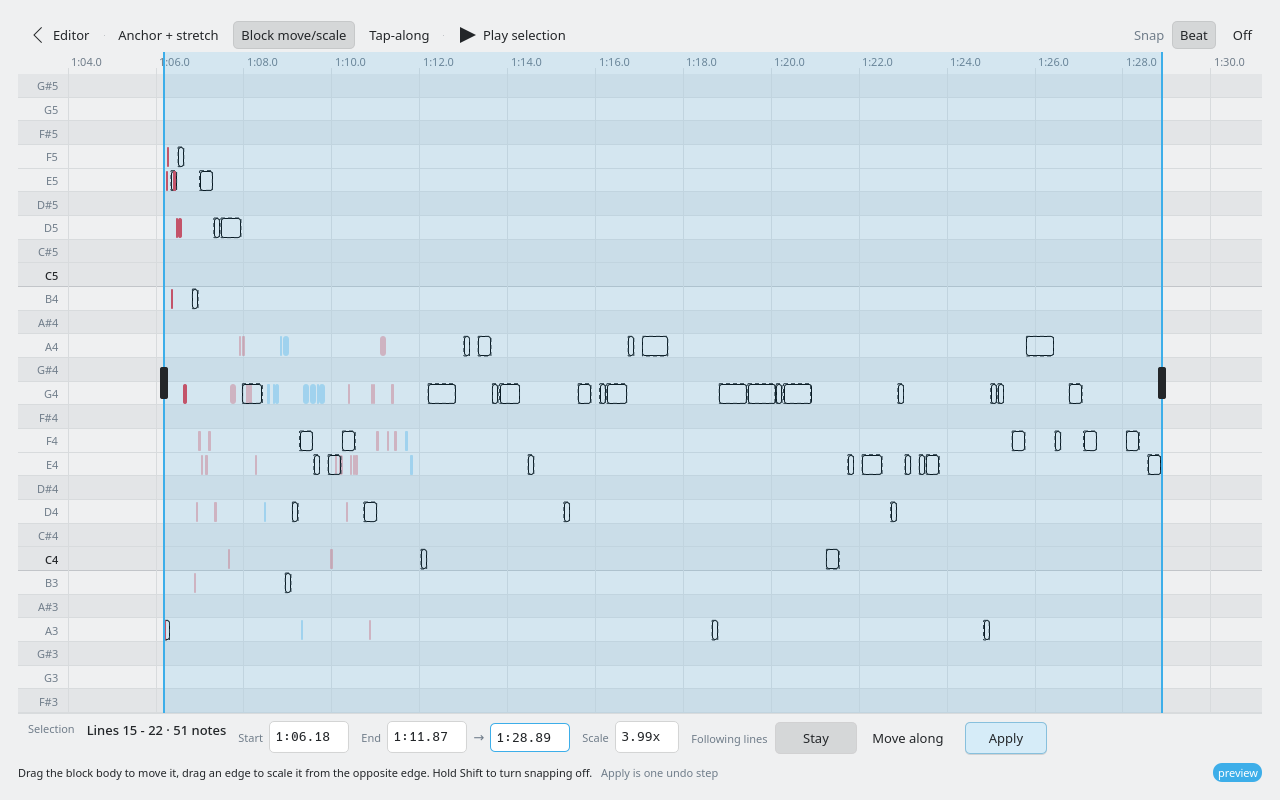 Editor · Anchor + stretch Block move/scale Tap-along · Play selection Snap Beat Off
1:04.0 1:06.0 1:08.0 1:10.0 1:12.0 1:14.0 1:16.0 1:18.0 1:20.0 1:22.0 1:24.0 1:26.0 1:28.0 1:30.0
G#5
G5
F#5
F5
E5
D#5
D5
C#5
C5
B4
A#4
A4
G#4
G4
F#4
F4
E4
D#4
D4
C#4
C4
B3
A#3
A3
G#3
G3
F#3
Selection Lines 15 - 22 · 51 notes Start 1:06.18 End 1:11.87 → 1:28.89 Scale 3.99x Following lines Stay Move along Apply
Drag the block body to move it, drag an edge to scale it from the opposite edge. Hold Shift to turn snapping off. Apply is one undo step preview